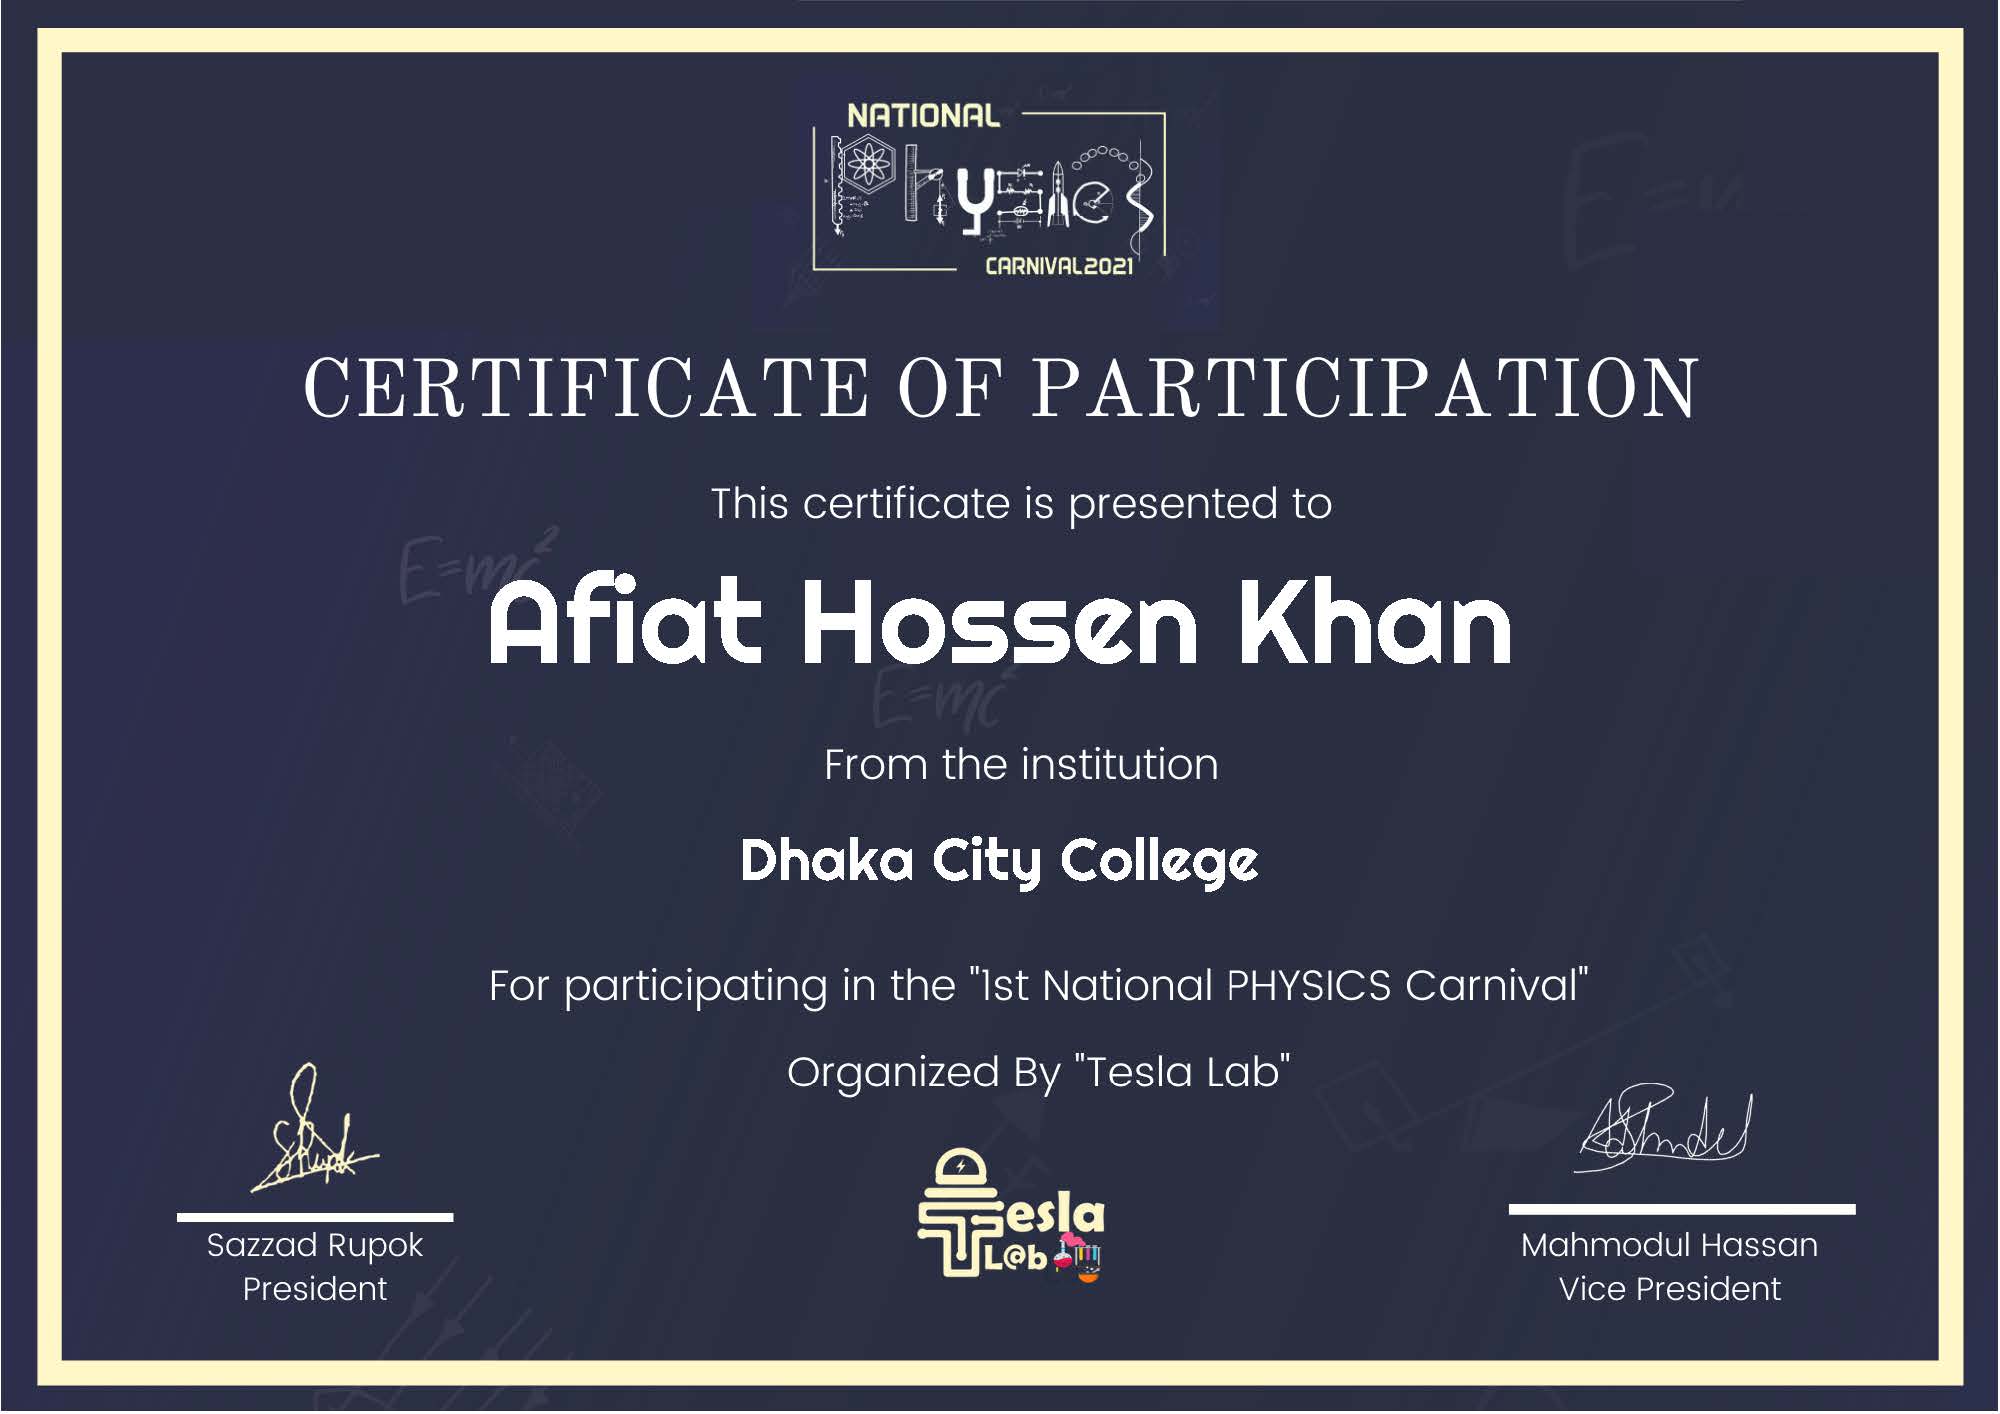 NATIONAL
Physics
CARNIVAL2021
CERTIFICATE OF PARTICIPATION
This certificate is presented to
E=mc²
Afiat Hossen Khan
E=mc²
From the institution
Dhaka City College
For participating in the "1st National PHYSICS Carnival"
Organized By "Tesla Lab"
Tesla
L@b
Sazzad Rupok
President
Mahmodul Hassan
Vice President